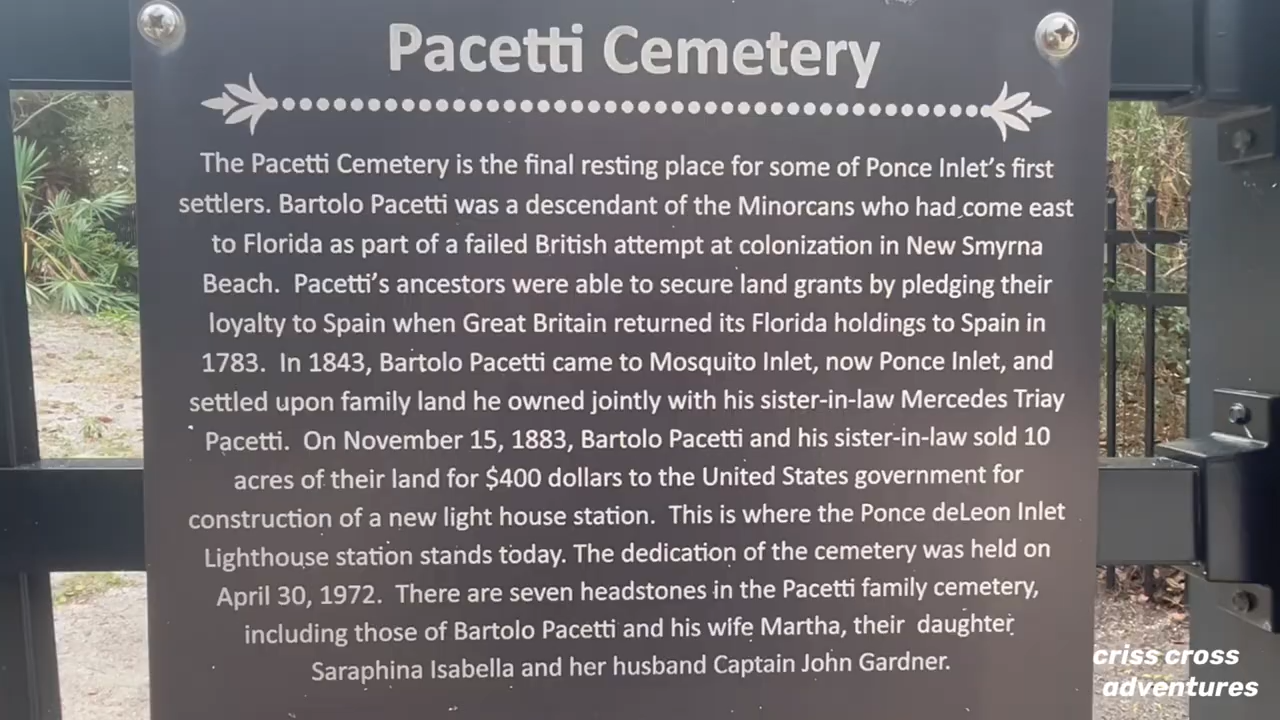 Pacetti Cemetery
The Pacetti Cemetery is the final resting place for some of Ponce Inlet's first
settlers. Bartolo Pacetti was a descendant of the Minorcans who had come east
to Florida as part of a failed British attempt at colonization in New Smyrna
Beach. Pacetti's ancestors were able to secure land grants by pledging their
loyalty to Spain when Great Britain returned its Florida holdings to Spain in
1783. In 1843, Bartolo Pacetti came to Mosquito Inlet, now Ponce Inlet, and
settled upon family land he owned jointly with his sister-in-law Mercedes Triay
Pacetti. On November 15, 1883, Bartolo Pacetti and his sister-in-law sold 10
acres of their land for $400 dollars to the United States government for
construction of a new light house station. This is where the Ponce deLeon Inlet
Lighthouse station stands today. The dedication of the cemetery was held on
April 30, 1972. There are seven headstones in the Pacetti family cemetery,
including those of Bartolo Pacetti and his wife Martha, their daughter
Saraphina Isabella and her husband Captain John Gardner.
criss cross
adventures